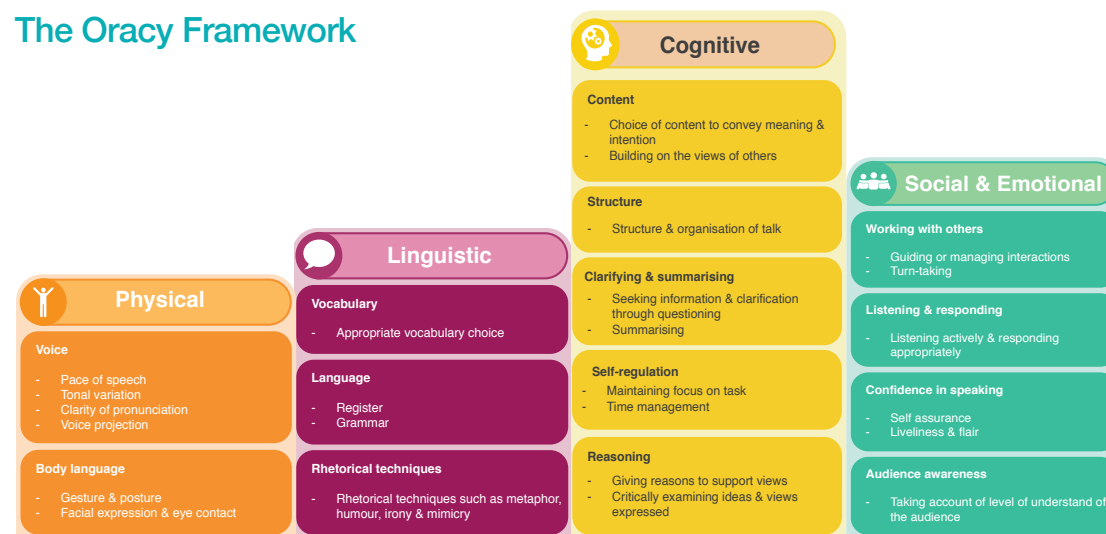 The Oracy Framework
Physical
Voice
- Pace of speech
- Tonal variation
- Clarity of pronunciation
- Voice projection
Body language
- Gesture & posture
- Facial expression & eye contact
Linguistic
Vocabulary
- Appropriate vocabulary choice
Language
- Register
- Grammar
Rhetorical techniques
- Rhetorical techniques such as metaphor,
humour, irony & mimicry
Cognitive
Content
- Choice of content to convey meaning &
intention
- Building on the views of others
Structure
- Structure & organisation of talk
Clarifying & summarising
- Seeking information & clarification
through questioning
- Summarising
Self-regulation
- Maintaining focus on task
- Time management
Reasoning
- Giving reasons to support views
- Critically examining ideas & views
expressed
Social & Emotional
Working with others
- Guiding or managing interactions
- Turn-taking
Listening & responding
- Listening actively & responding
appropriately
Confidence in speaking
- Self assurance
- Liveliness & flair
Audience awareness
- Taking account of level of understand of
the audience